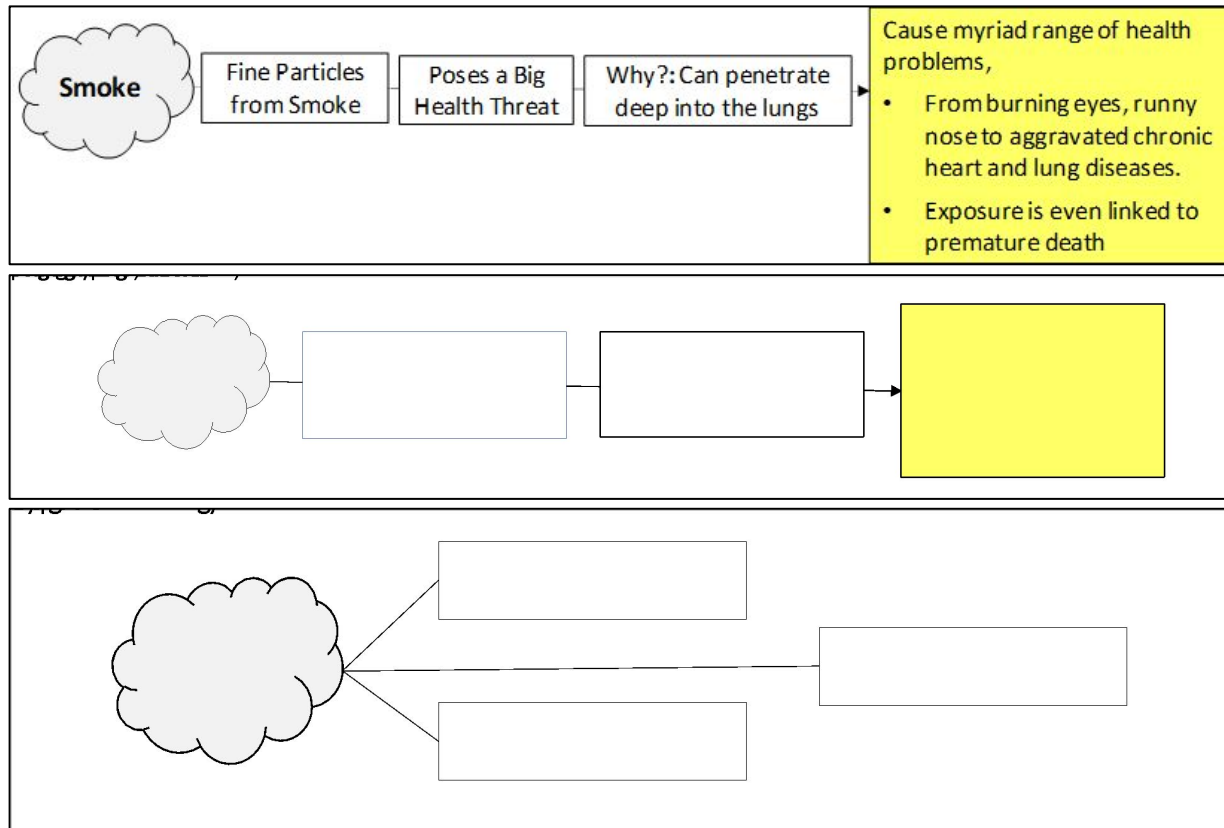 Smoke
Fine Particles
from Smoke
Poses a Big
Health Threat
Why?: Can penetrate
deep into the lungs
Cause myriad range of health
problems,
• From burning eyes, runny
nose to aggravated chronic
heart and lung diseases.
• Exposure is even linked to
premature death